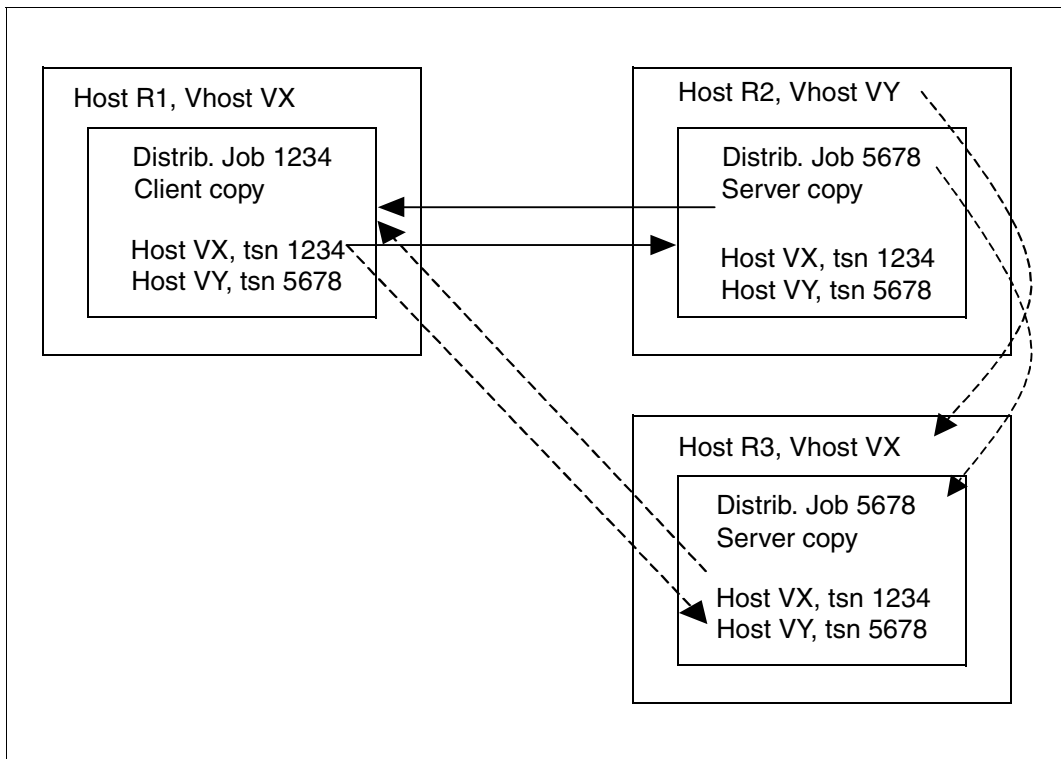 Host R1, Vhost VX
Distrib. Job 1234
Client copy
Host VX, tsn 1234
Host VY, tsn 5678
Host R2, Vhost VY
Distrib. Job 5678
Server copy
Host VX, tsn 1234
Host VY, tsn 5678
Host R3, Vhost VX
Distrib. Job 5678
Server copy
Host VX, tsn 1234
Host VY, tsn 5678